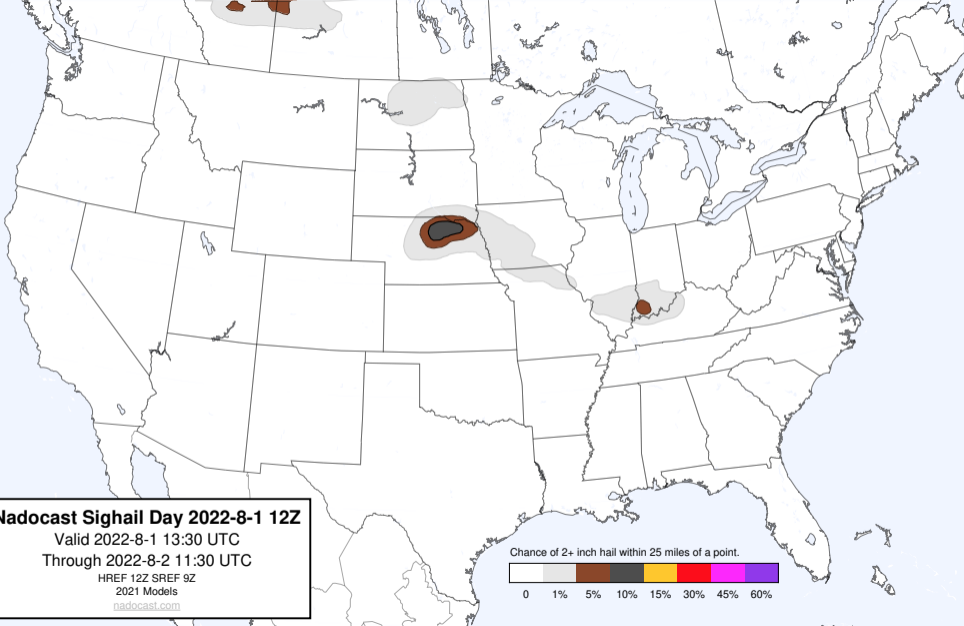 Nadocast Sighail Day 2022-8-1 12Z
Valid 2022-8-1 13:30 UTC
Through 2022-8-2 11:30 UTC
HREF 12Z SREF 9Z
2021 Models
nadocast.com
Chance of 2+ inch hail within 25 miles of a point.
0 1% 5% 10% 15% 30% 45% 60%